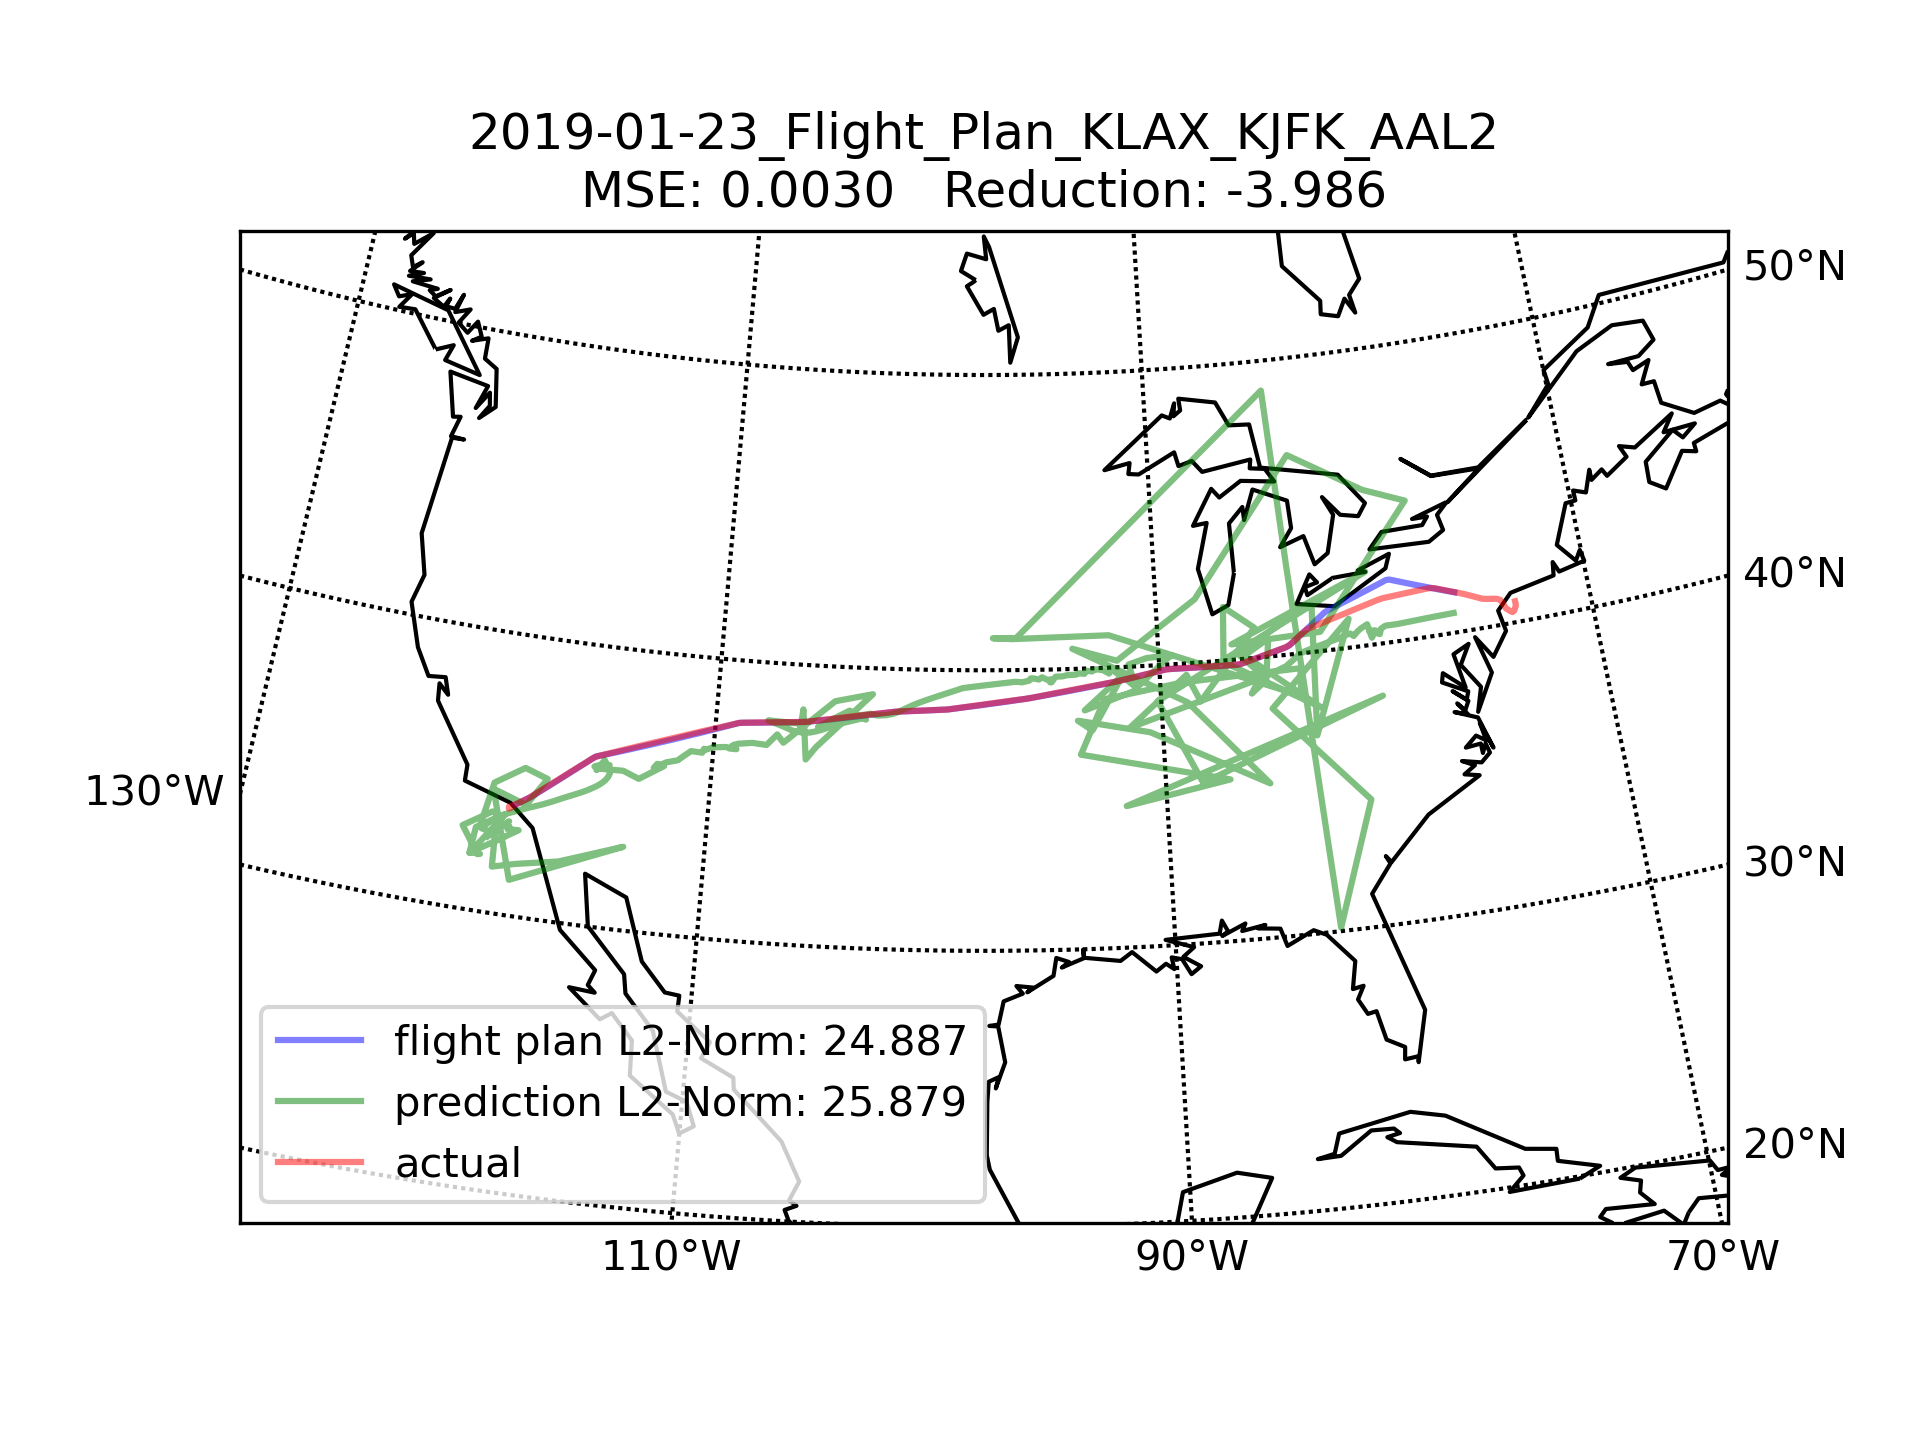 2019-01-23_Flight_Plan_KLAX_KJFK_AAL2
MSE: 0.0030   Reduction: -3.986
50°N
40°N
130°W
30°N
flight plan L2-Norm: 24.887
prediction L2-Norm: 25.879
actual
20°N
110°W
90°W
70°W